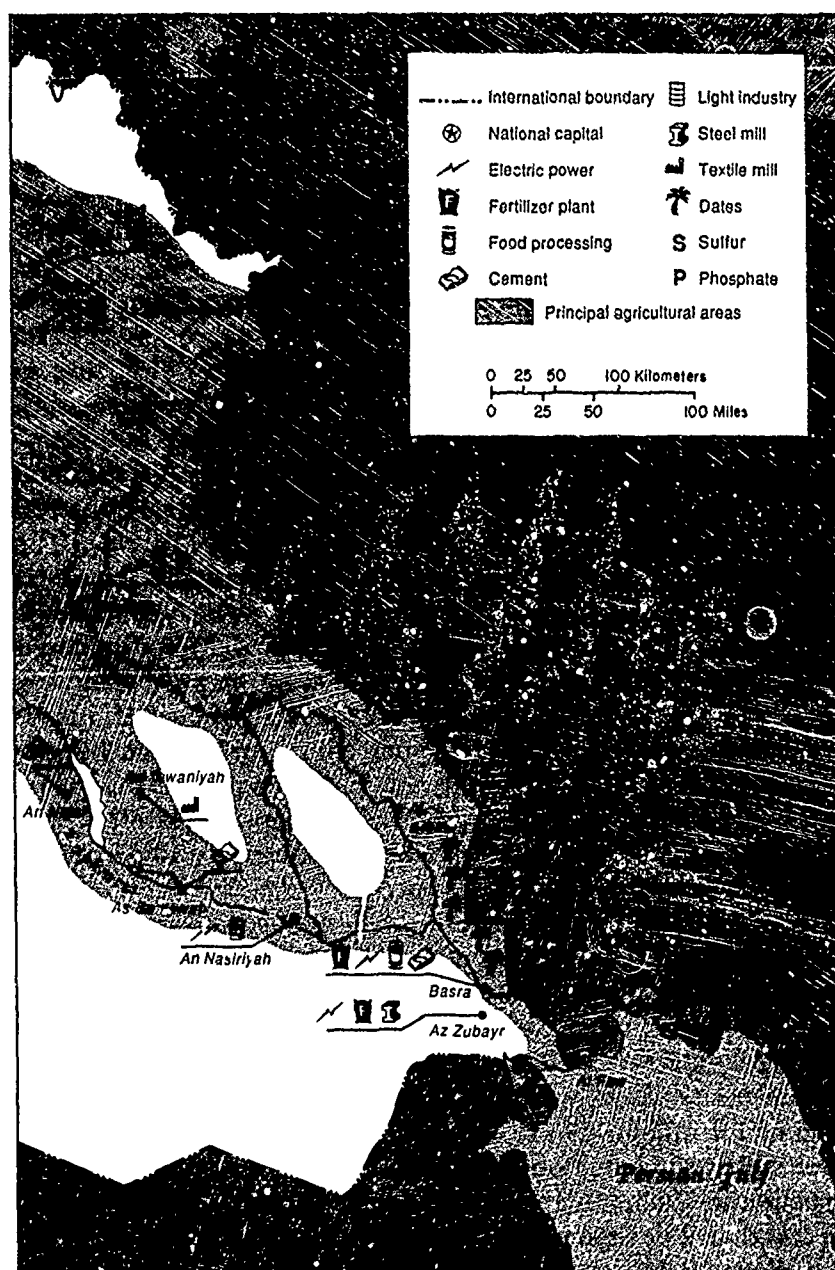 International boundary
National capital
Electric power
Fertilizer plant
Food processing
Cement
Light industry
Steel mill
Textile mill
Dates
S Sulfur
P Phosphate
Principal agricultural areas
0 25 50 100 Kilometers
0 25 50 100 Miles
An Nasiriyah
Basra
Az Zubayr
Persian Gulf